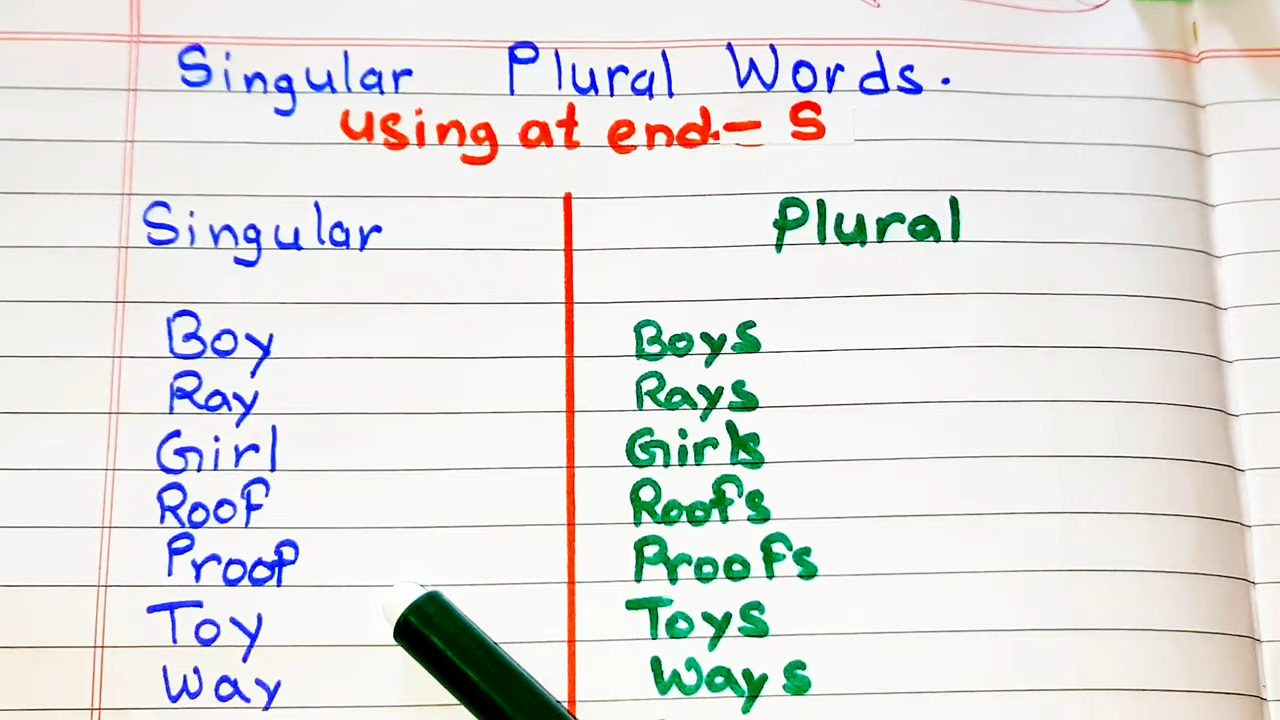 Singular Plural Words.
using at end.- S
Singular Plural
Boy Boys
Ray Rays
Girl Girls
Roof Roofs
Proop Proofs
Toy Toys
Way Ways